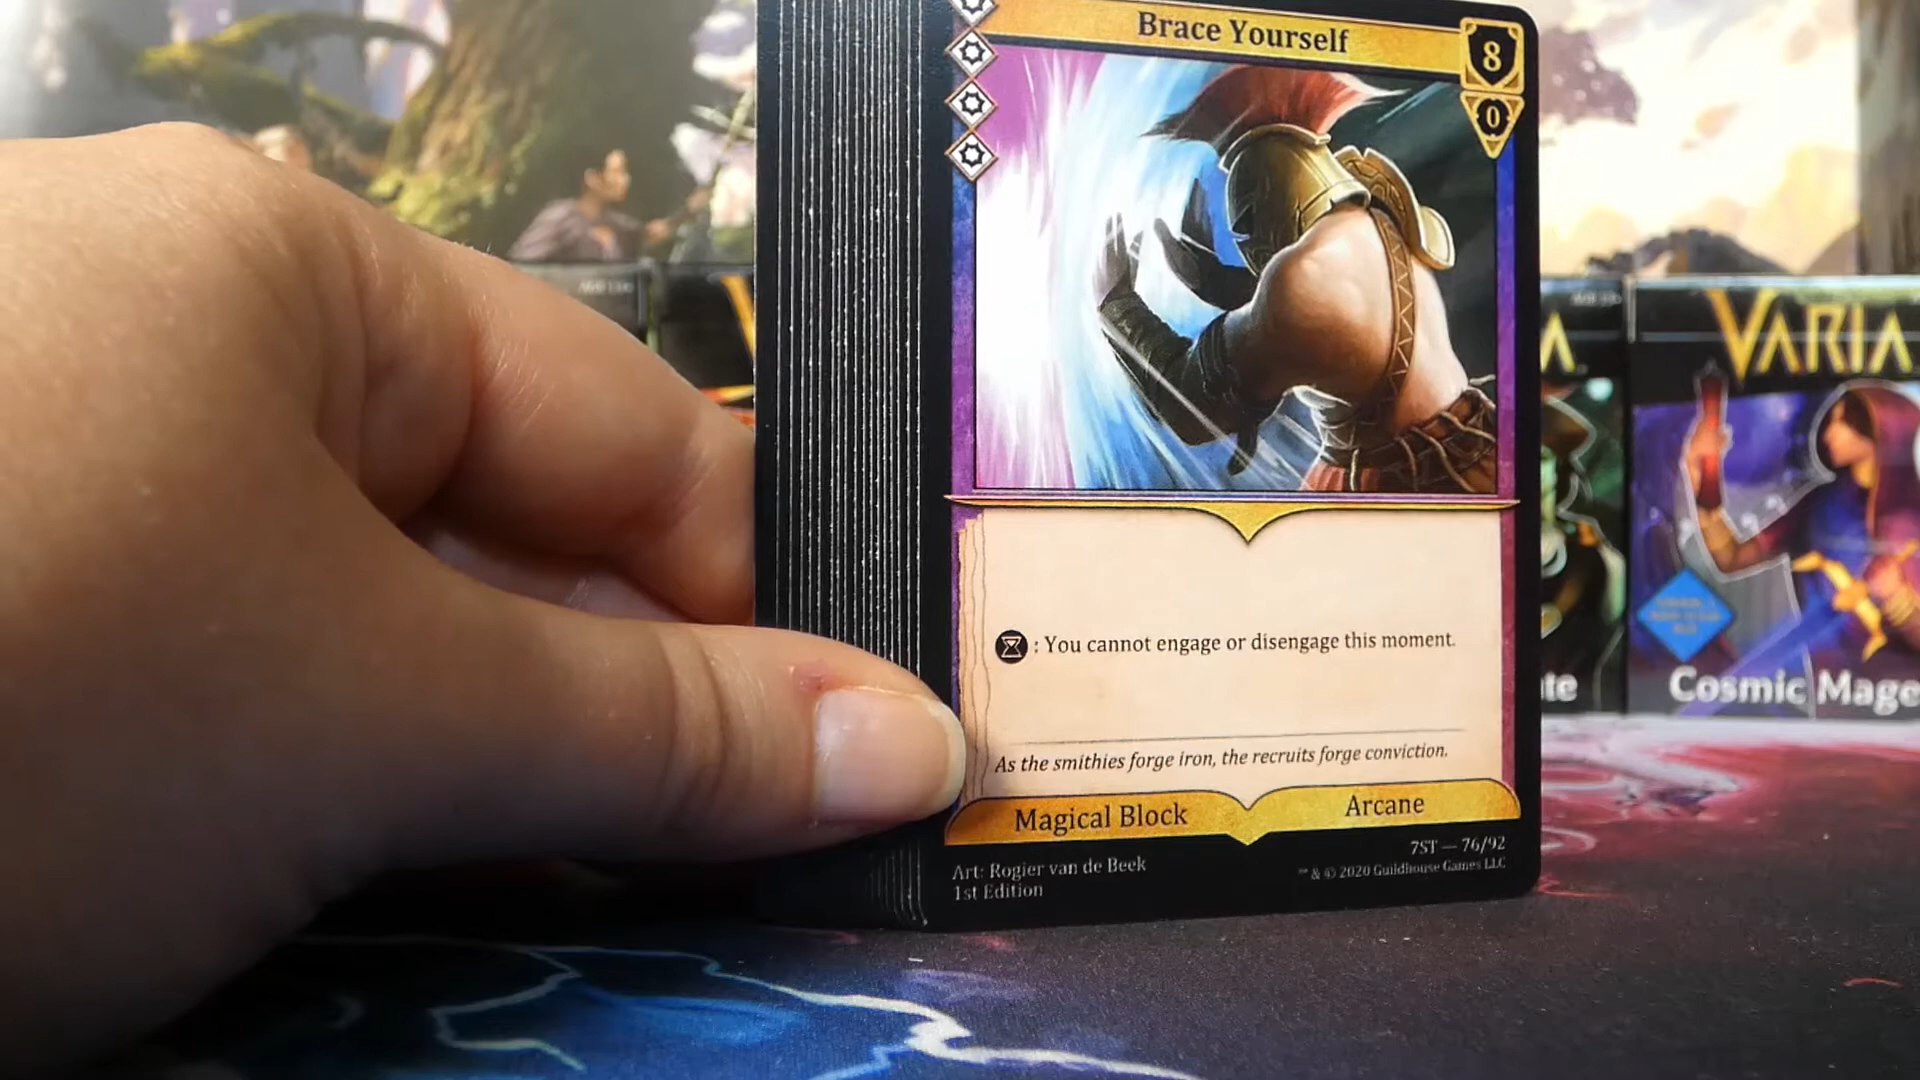 Brace Yourself
8
0
: You cannot engage or disengage this moment.
As the smithies forge iron, the recruits forge conviction.
Magical Block
Arcane
7ST — 76/92
Art: Rogier van de Beek
™ & © 2020 Guildhouse Games LLC
1st Edition
VARIA
Cosmic Mage